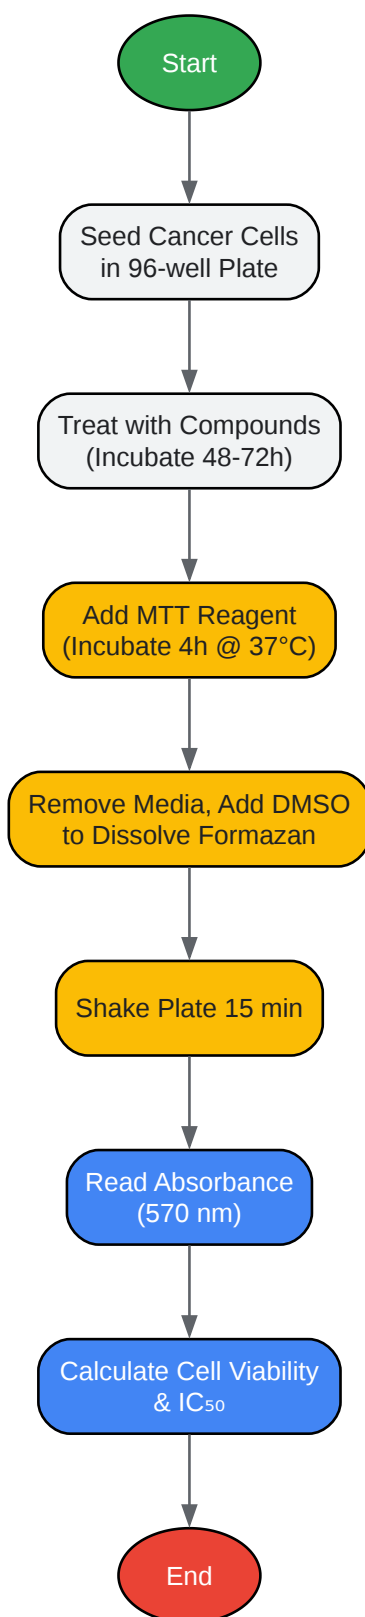 Start
Seed Cancer Cells
in 96-well Plate
Treat with Compounds
(Incubate 48-72h)
Add MTT Reagent
(Incubate 4h @ 37°C)
Remove Media, Add DMSO
to Dissolve Formazan
Shake Plate 15 min
Read Absorbance
(570 nm)
Calculate Cell Viability
& IC₅₀
End